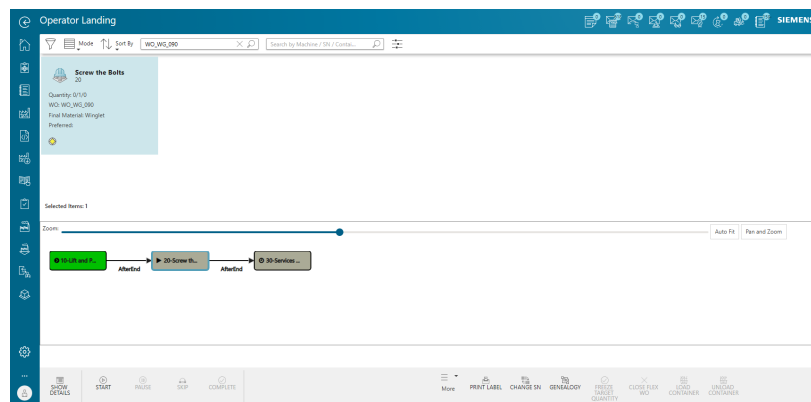 Operator Landing
SIEMENS
Mode
Sort By
WO_WG_090
Search by Machine / SN / Contai...
Screw the Bolts
20
Quantity: 0/1/0
WO: WO_WG_090
Final Material: Winglet
Preferred:
Selected Items: 1
Zoom:
Auto Fit
Pan and Zoom
10-Lift and P...
AfterEnd
20-Screw th...
AfterEnd
30-Services ...
SHOW DETAILS
START
PAUSE
SKIP
COMPLETE
More
PRINT LABEL
CHANGE SN
GENEALOGY
FREEZE TARGET QUANTITY
CLOSE FLEX WO
LOAD CONTAINER
UNLOAD CONTAINER